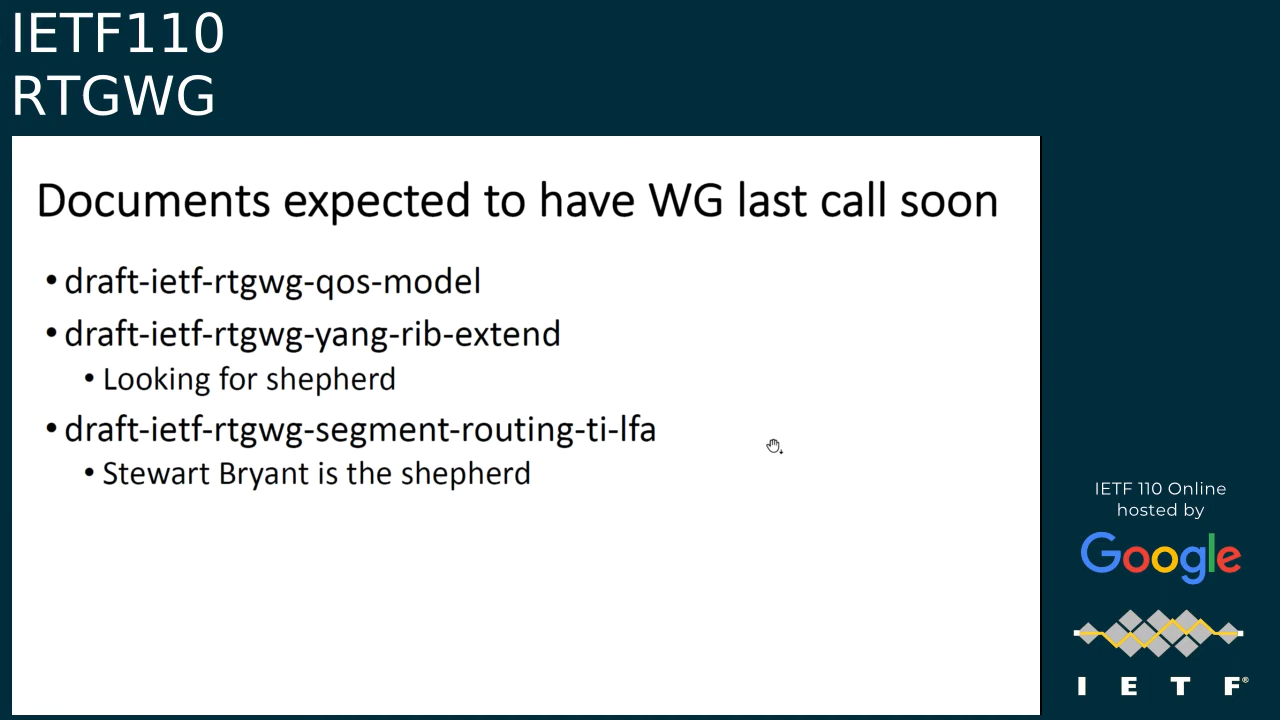 IETF110
RTGWG
Documents expected to have WG last call soon
• draft-ietf-rtgwg-qos-model
• draft-ietf-rtgwg-yang-rib-extend
• Looking for shepherd
• draft-ietf-rtgwg-segment-routing-ti-lfa
• Stewart Bryant is the shepherd
IETF 110 Online
hosted by
Google
I E T F®